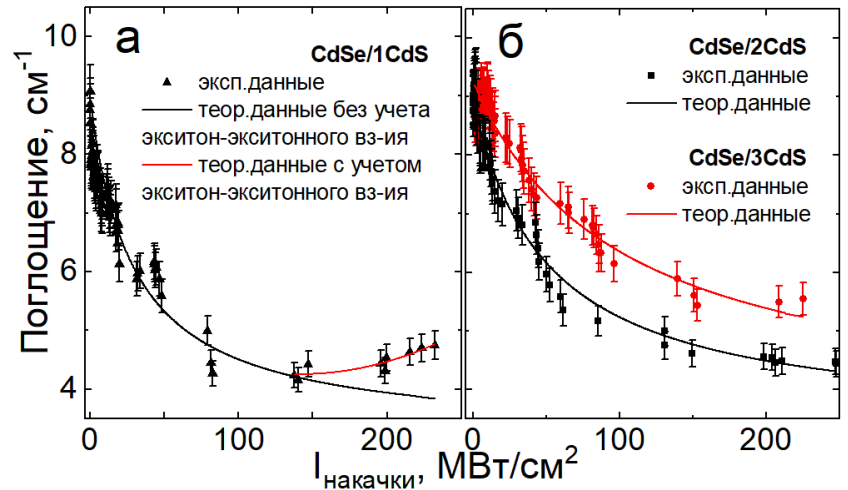 а
CdSe/1CdS
эксп.данные
теор.данные без учета
экситон-экситонного вз-ия
теор.данные с учетом
экситон-экситонного вз-ия
б
CdSe/2CdS
эксп.данные
теор.данные
CdSe/3CdS
эксп.данные
теор.данные
Поглощение, см⁻¹
10
8
6
4
0 100 200
0 100 200
Iнакачки, МВт/см²